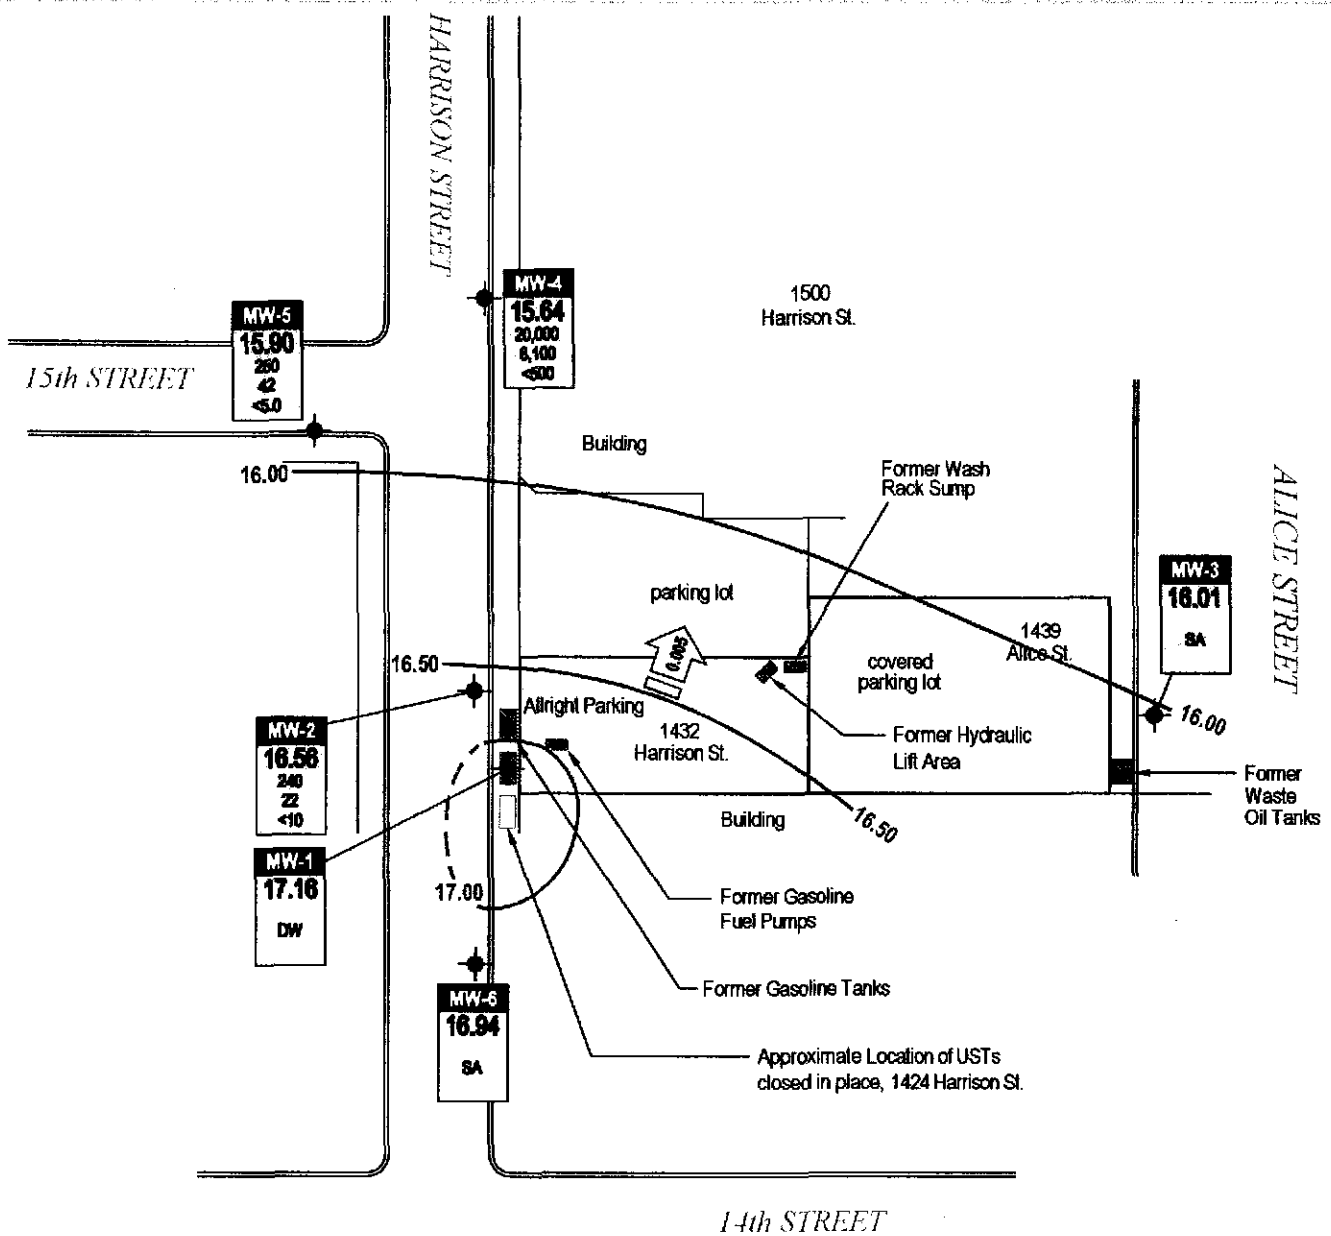 HARRISON STREET
MW-4
15.64
20,000
6,100
<500
1500
Harrison St.
MW-5
15.90
260
42
<5.0
15th STREET
Building
16.00
Former Wash
Rack Sump
ALICE STREET
MW-3
16.01
SA
parking lot
0.005
1439
Alice St.
covered
parking lot
16.50
Allright Parking
1432
Harrison St.
16.00
MW-2
16.56
240
22
<10
Former Hydraulic
Lift Area
Former
Waste
Oil Tanks
Building
16.50
MW-1
17.16
DW
17.00
Former Gasoline
Fuel Pumps
Former Gasoline Tanks
MW-6
16.94
SA
Approximate Location of USTs
closed in place, 1424 Harrison St.
14th STREET